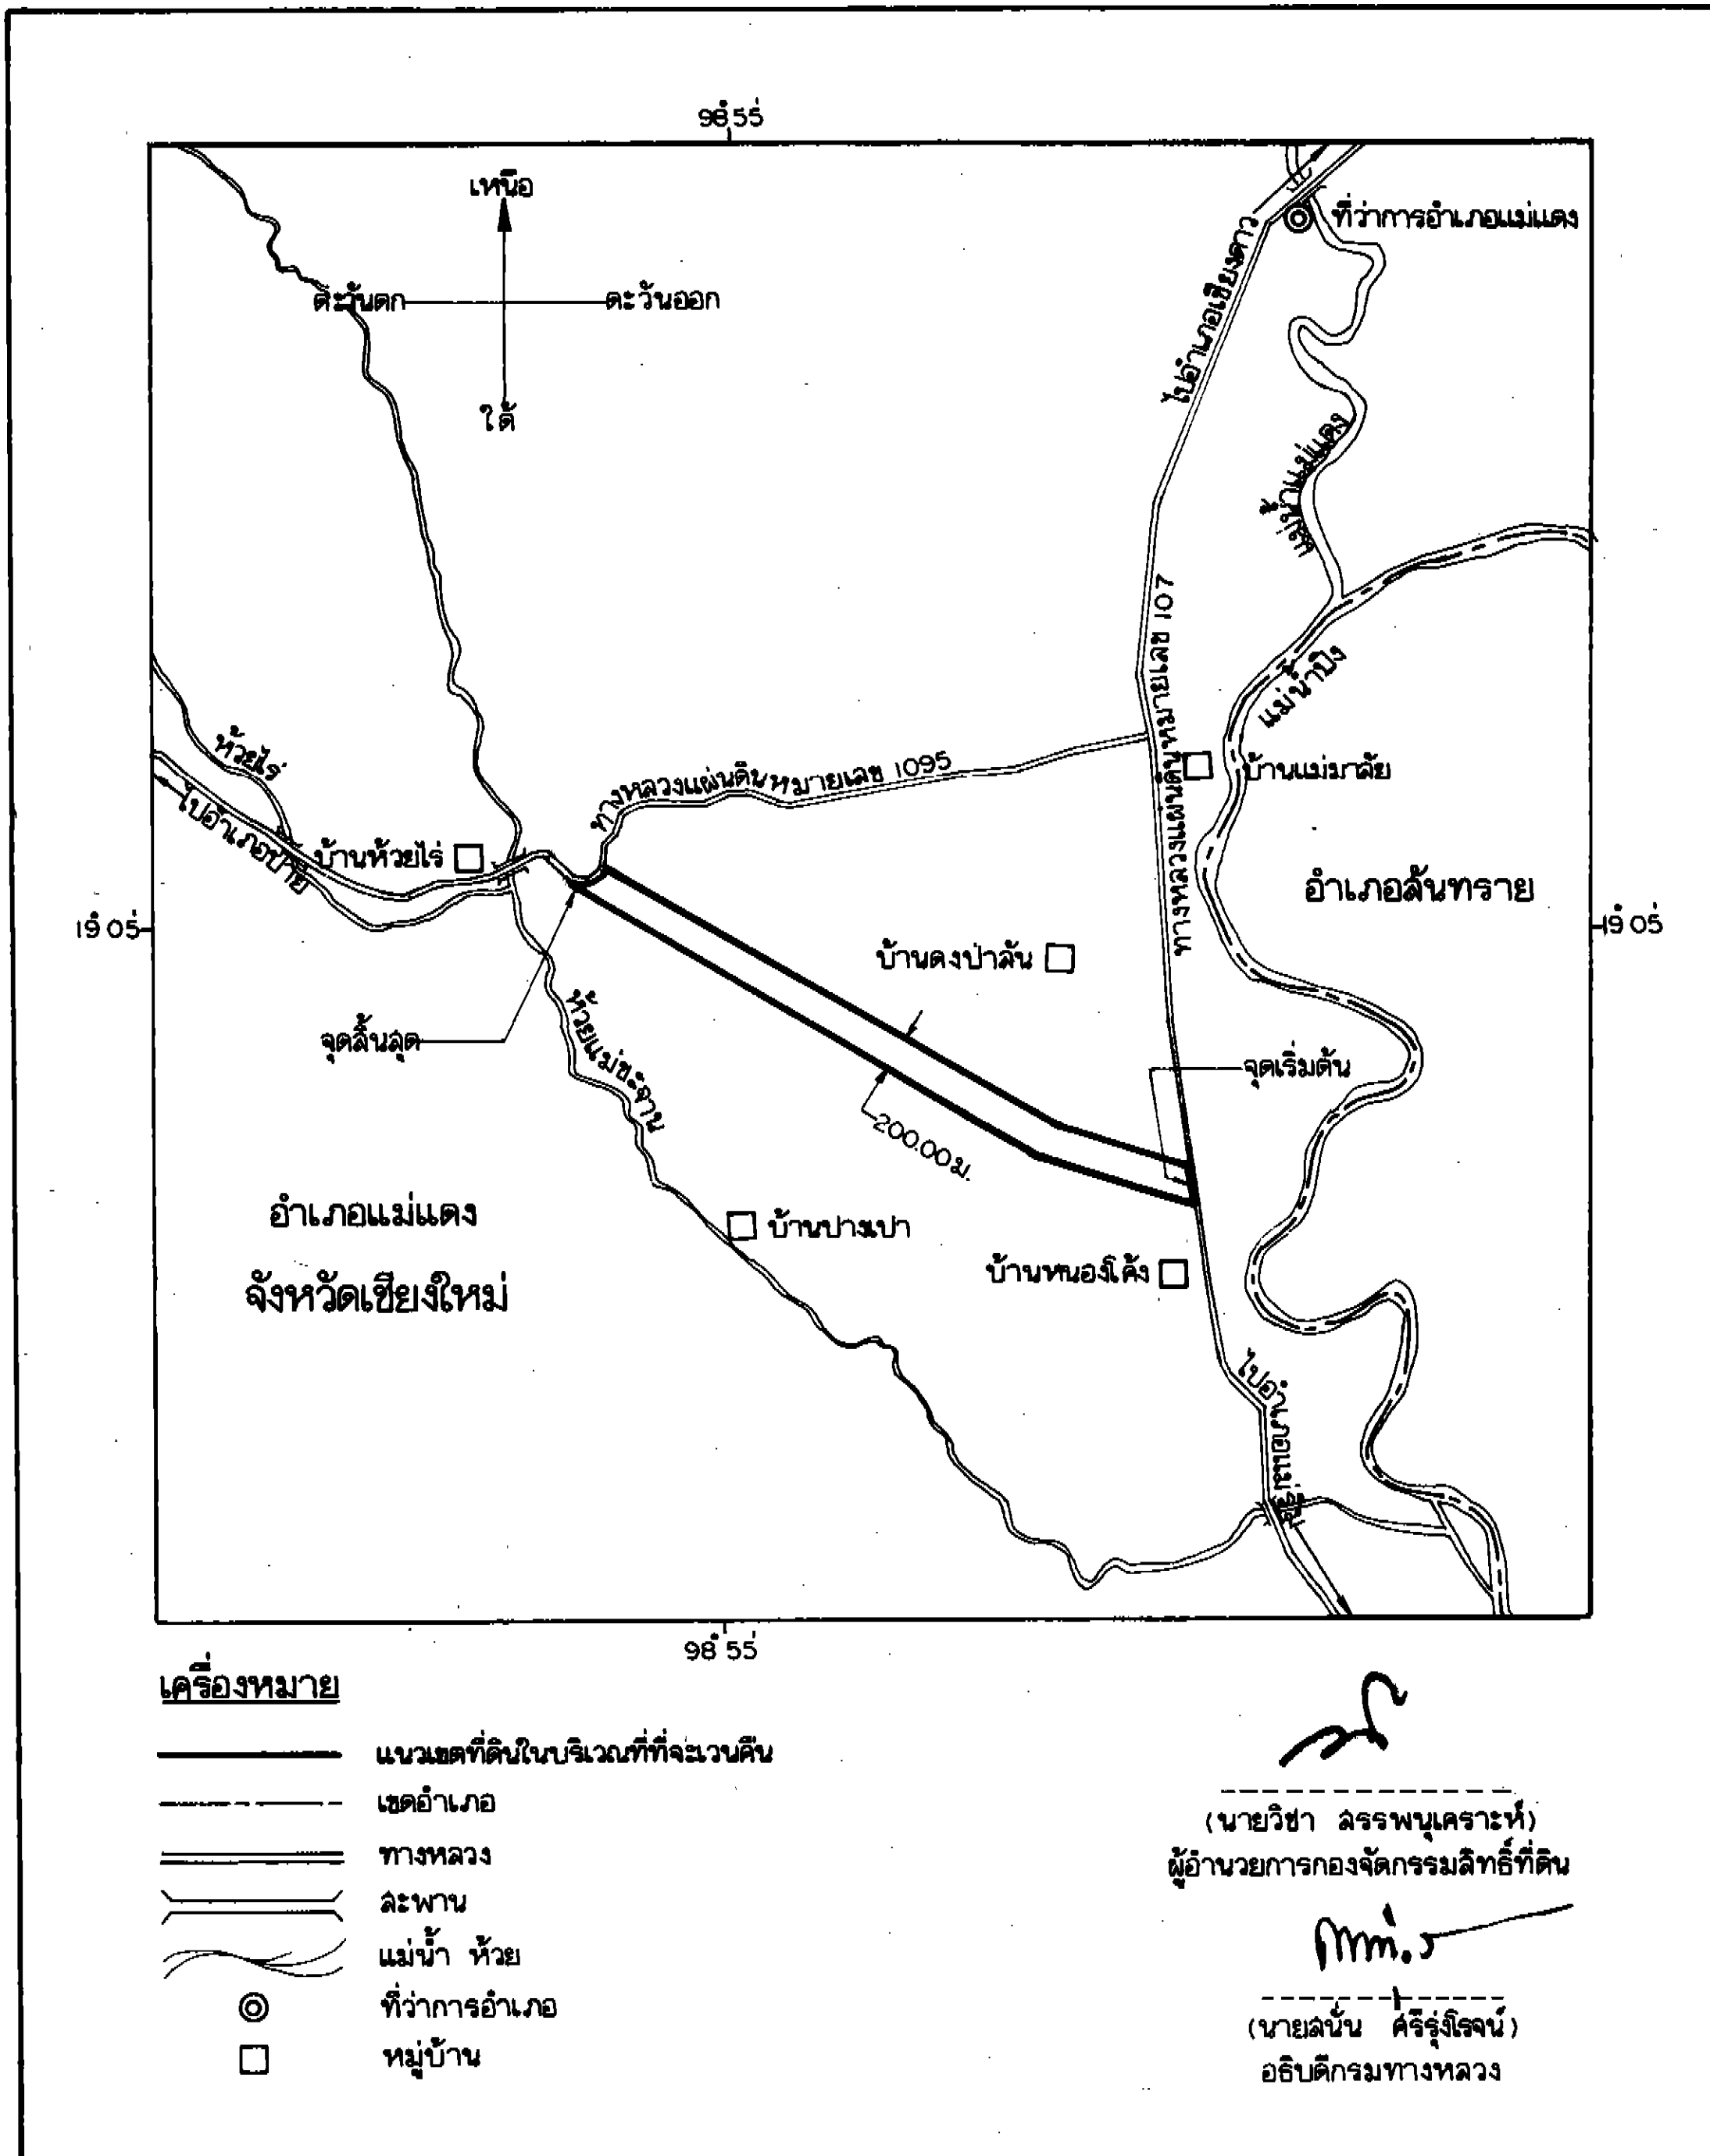 98°55'
เหนือ
ตะวันตก
ตะวันออก
ใต้
ที่ว่าการอำเภอแม่แตง
ไปอำเภอเชียงดาว
แม่น้ำแม่แตง
ทางหลวงแผ่นดินหมายเลข 107
แม่น้ำปิง
ห้วยไร่
ทางหลวงแผ่นดินหมายเลข 1095
บ้านแม่มาลัย
ไปอำเภอปาย
บ้านห้วยไร่
อำเภอสันทราย
19°05'
19°05'
บ้านดงป่าสัน
จุดสิ้นสุด
ห้วยแม่ขะจาน
จุดเริ่มต้น
200.00 ม.
อำเภอแม่แตง
บ้านปางเปา
บ้านหนองโค้ง
จังหวัดเชียงใหม่
ไปอำเภอแม่ริม
98°55'
เครื่องหมาย
แนวเขตที่ดินในบริเวณที่ที่จะเวนคืน
เขตอำเภอ
ทางหลวง
สะพาน
แม่น้ำ ห้วย
ที่ว่าการอำเภอ
หมู่บ้าน
(นายวิชา สรรพนุเคราะห์)
ผู้อำนวยการกองจัดกรรมสิทธิ์ที่ดิน
(นายสนั่น ศรีรุ่งโรจน์)
อธิบดีกรมทางหลวง